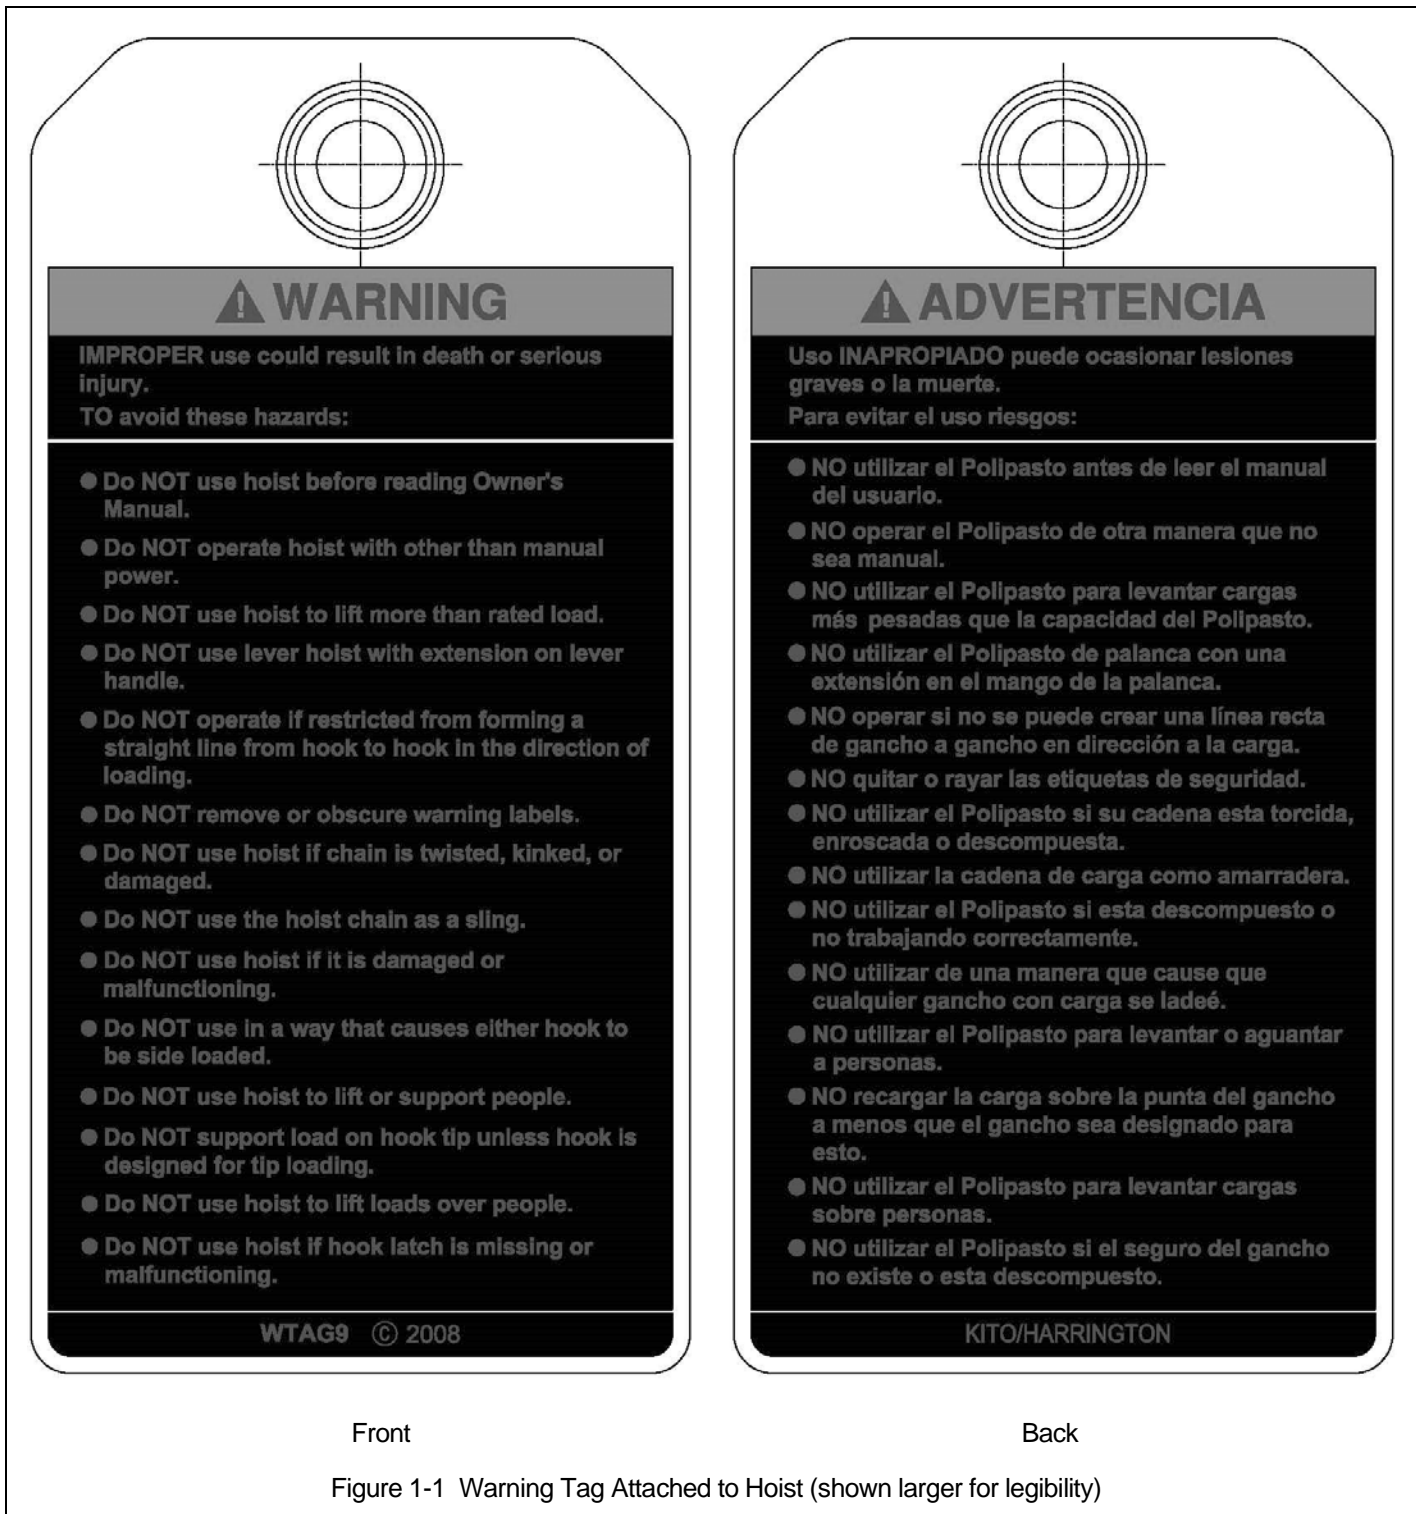 WARNING
IMPROPER use could result in death or serious
injury.
TO avoid these hazards:
● Do NOT use hoist before reading Owner's
Manual.
● Do NOT operate hoist with other than manual
power.
● Do NOT use hoist to lift more than rated load.
● Do NOT use lever hoist with extension on lever
handle.
● Do NOT operate if restricted from forming a
straight line from hook to hook in the direction of
loading.
● Do NOT remove or obscure warning labels.
● Do NOT use hoist if chain is twisted, kinked, or
damaged.
● Do NOT use the hoist chain as a sling.
● Do NOT use hoist if it is damaged or
malfunctioning.
● Do NOT use in a way that causes either hook to
be side loaded.
● Do NOT use hoist to lift or support people.
● Do NOT support load on hook tip unless hook is
designed for tip loading.
● Do NOT use hoist to lift loads over people.
● Do NOT use hoist if hook latch is missing or
malfunctioning.
WTAG9 © 2008
Front
ADVERTENCIA
Uso INAPROPIADO puede ocasionar lesiones
graves o la muerte.
Para evitar el uso riesgos:
● NO utilizar el Polipasto antes de leer el manual
del usuario.
● NO operar el Polipasto de otra manera que no
sea manual.
● NO utilizar el Polipasto para levantar cargas
más pesadas que la capacidad del Polipasto.
● NO utilizar el Polipasto de palanca con una
extensión en el mango de la palanca.
● NO operar si no se puede crear una línea recta
de gancho a gancho en dirección a la carga.
● NO quitar o rayar las etiquetas de seguridad.
● NO utilizar el Polipasto si su cadena esta torcida,
enroscada o descompuesta.
● NO utilizar la cadena de carga como amarradera.
● NO utilizar el Polipasto si esta descompuesto o
no trabajando correctamente.
● NO utilizar de una manera que cause que
cualquier gancho con carga se ladeé.
● NO utilizar el Polipasto para levantar o aguantar
a personas.
● NO recargar la carga sobre la punta del gancho
a menos que el gancho sea designado para
esto.
● NO utilizar el Polipasto para levantar cargas
sobre personas.
● NO utilizar el Polipasto si el seguro del gancho
no existe o esta descompuesto.
KITO/HARRINGTON
Back
Figure 1-1 Warning Tag Attached to Hoist (shown larger for legibility)